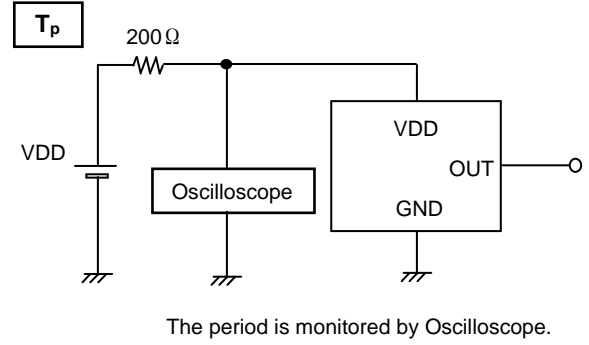 Tp
200Ω
VDD
VDD
OUT
Oscilloscope
GND
The period is monitored by Oscilloscope.